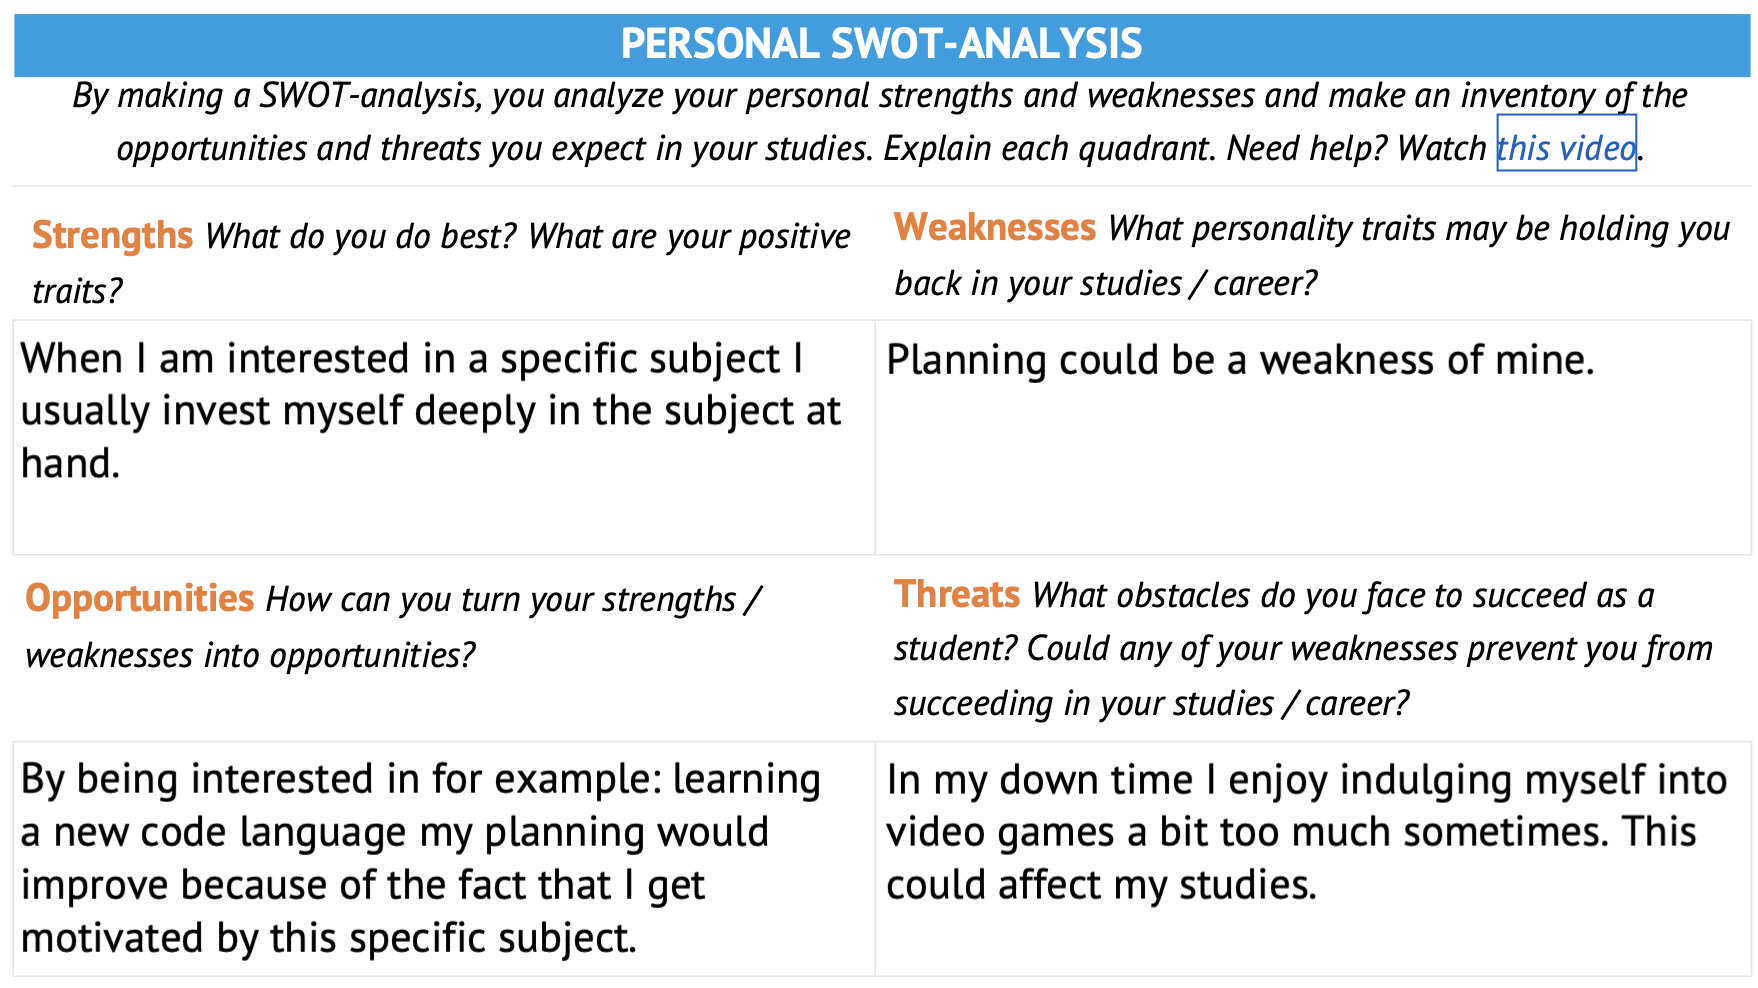 PERSONAL SWOT-ANALYSIS
By making a SWOT-analysis, you analyze your personal strengths and weaknesses and make an inventory of the
opportunities and threats you expect in your studies. Explain each quadrant. Need help? Watch this video.
Strengths What do you do best? What are your positive
traits?
When I am interested in a specific subject I
usually invest myself deeply in the subject at
hand.
Weaknesses What personality traits may be holding you
back in your studies / career?
Planning could be a weakness of mine.
Opportunities How can you turn your strengths /
weaknesses into opportunities?
By being interested in for example: learning
a new code language my planning would
improve because of the fact that I get
motivated by this specific subject.
Threats What obstacles do you face to succeed as a
student? Could any of your weaknesses prevent you from
succeeding in your studies / career?
In my down time I enjoy indulging myself into
video games a bit too much sometimes. This
could affect my studies.